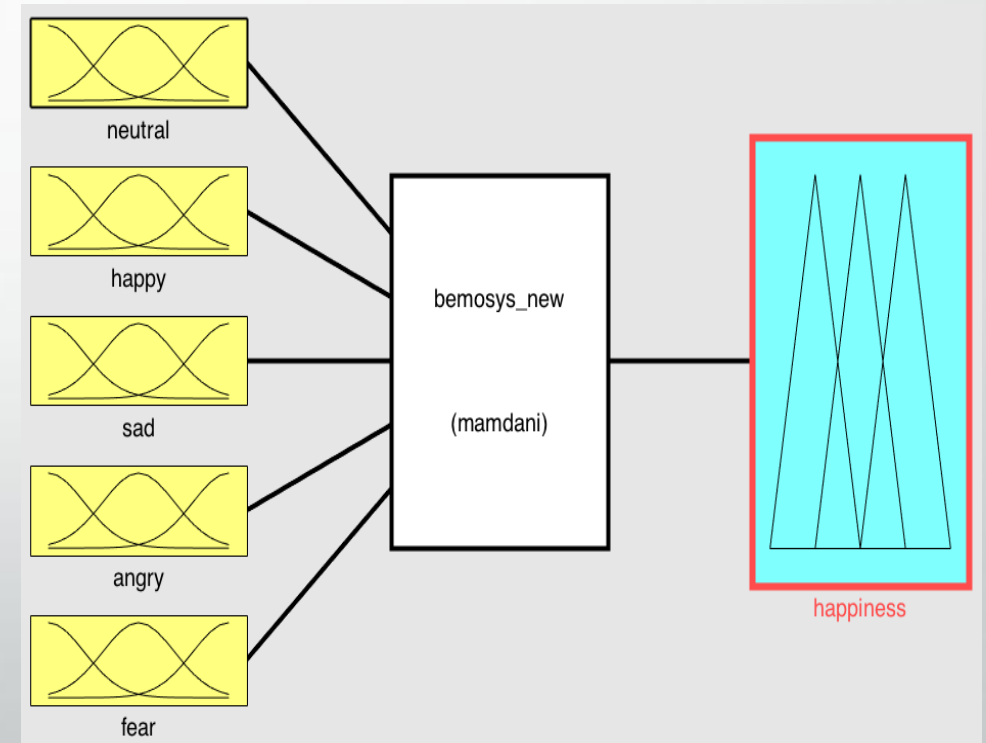 neutral
happy
sad
angry
fear
bemosys_new
(mamdani)
happiness